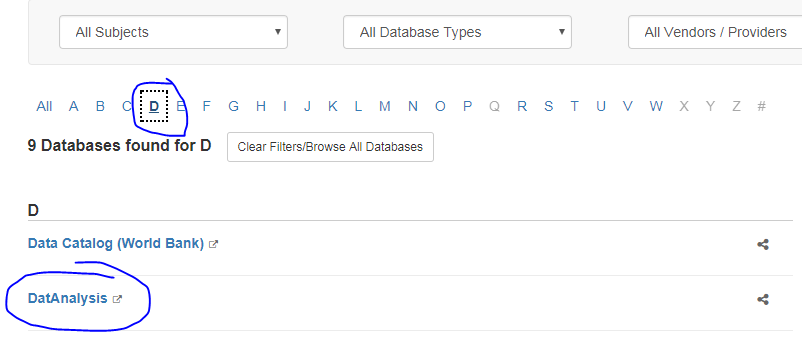 All Subjects All Database Types All Vendors / Providers
All A B C D E F G H I J K L M N O P Q R S T U V W X Y Z #
9 Databases found for D Clear Filters/Browse All Databases
D
Data Catalog (World Bank)
DatAnalysis